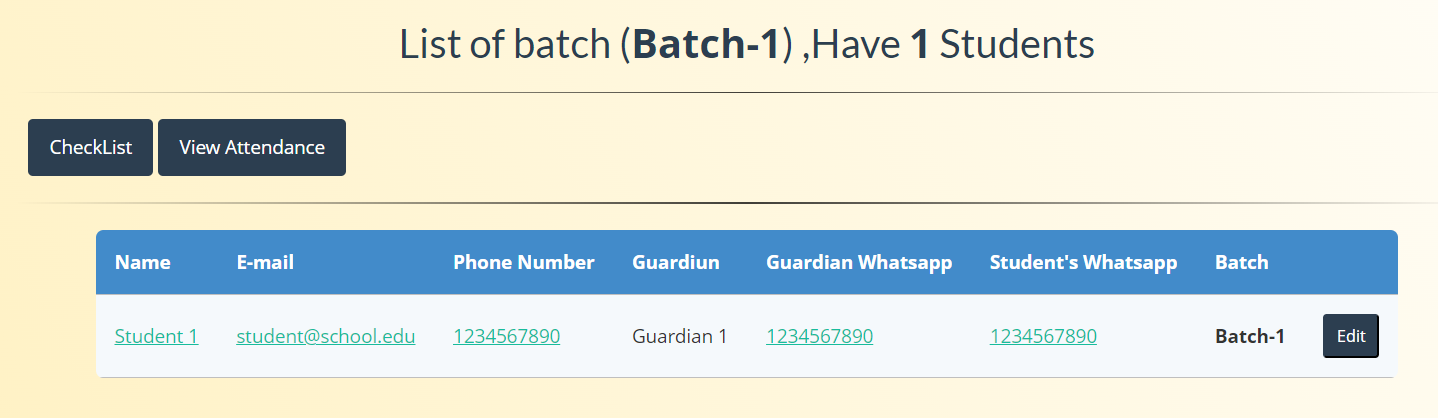 List of batch (Batch-1) ,Have 1 Students
CheckList View Attendance
Name E-mail Phone Number Guardiun Guardian Whatsapp Student's Whatsapp Batch
Student 1 student@school.edu 1234567890 Guardian 1 1234567890 1234567890 Batch-1 Edit